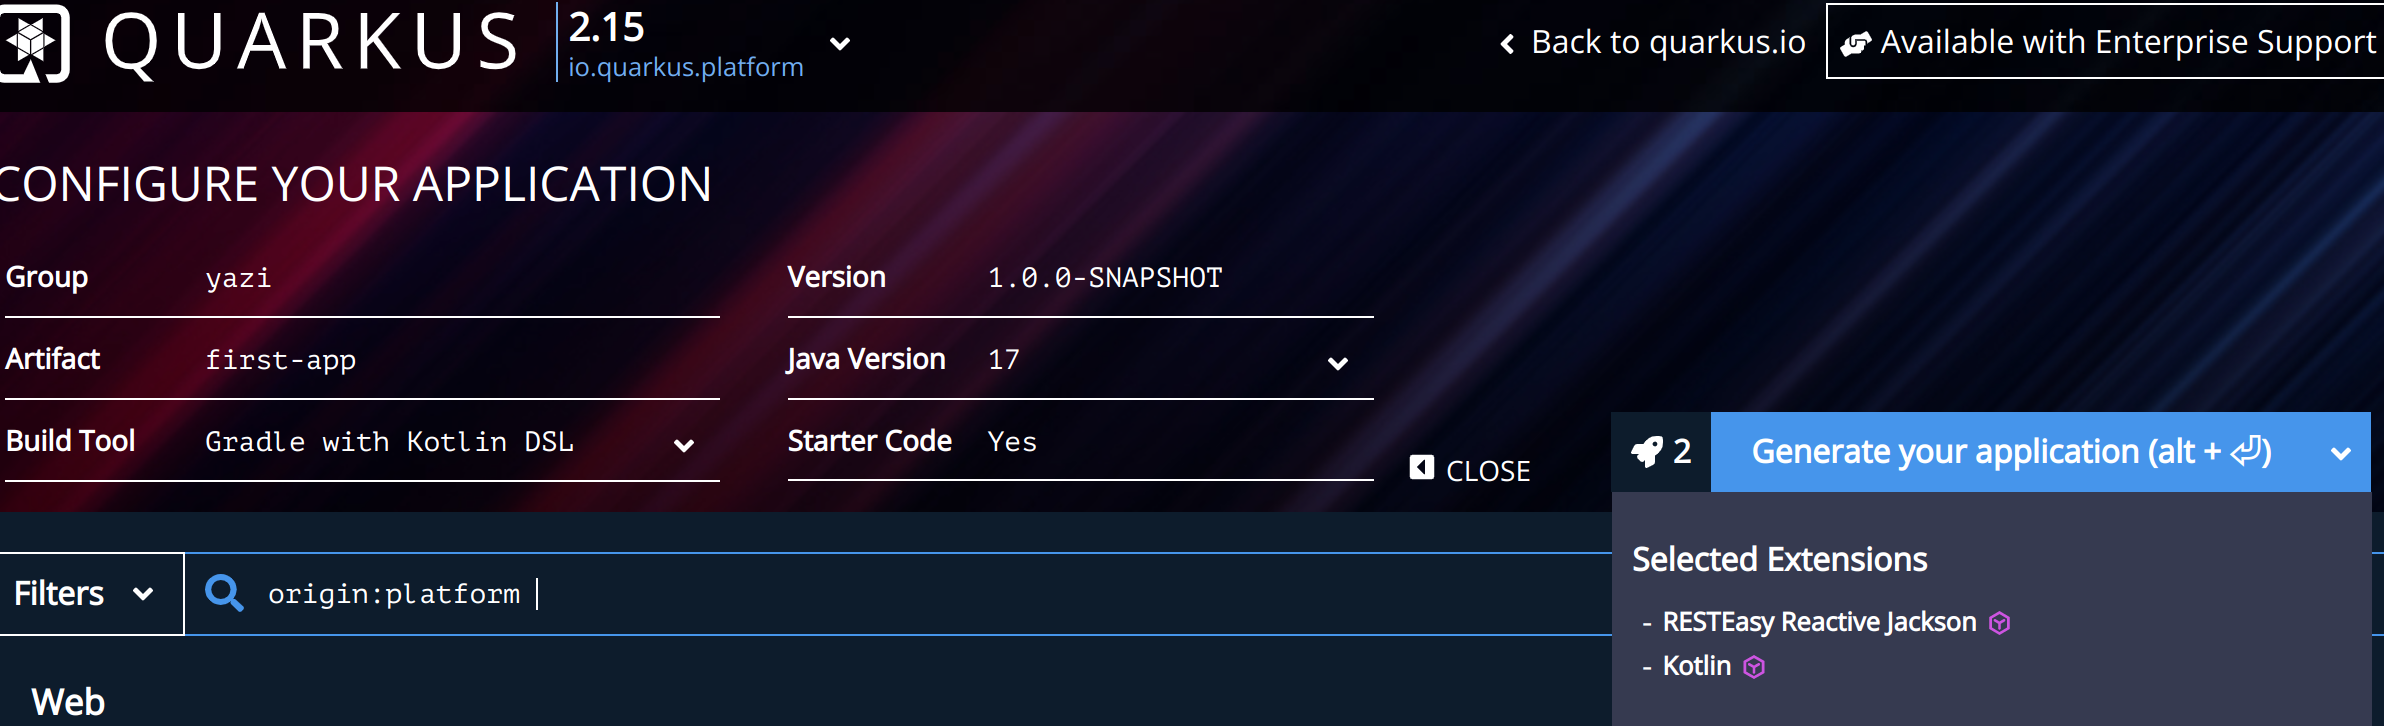 QUARKUS
2.15
io.quarkus.platform
Back to quarkus.io
Available with Enterprise Support
CONFIGURE YOUR APPLICATION
Group yazi
Version 1.0.0-SNAPSHOT
Artifact first-app
Java Version 17
Build Tool Gradle with Kotlin DSL
Starter Code Yes
CLOSE
2 Generate your application (alt + ⏎)
Filters
origin:platform
Selected Extensions
- RESTEasy Reactive Jackson
- Kotlin
Web